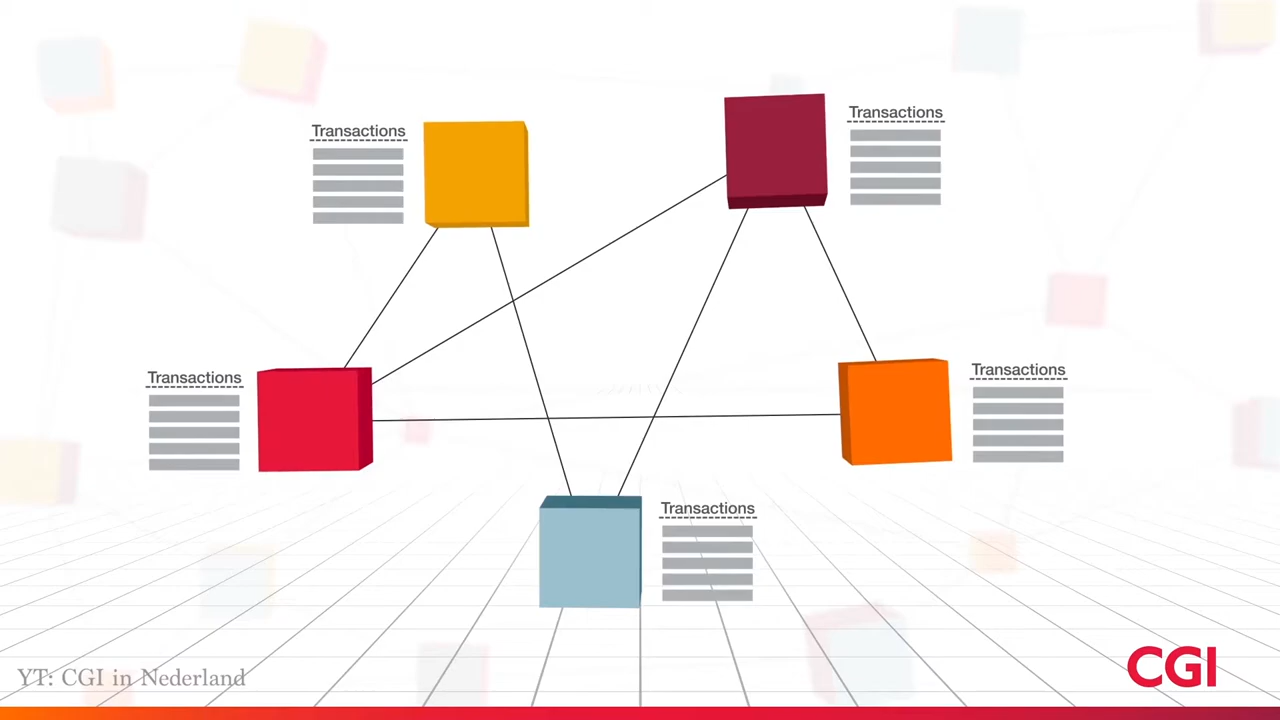 Transactions
Transactions
Transactions
Transactions
Transactions
YT: CGI in Nederland
CGI